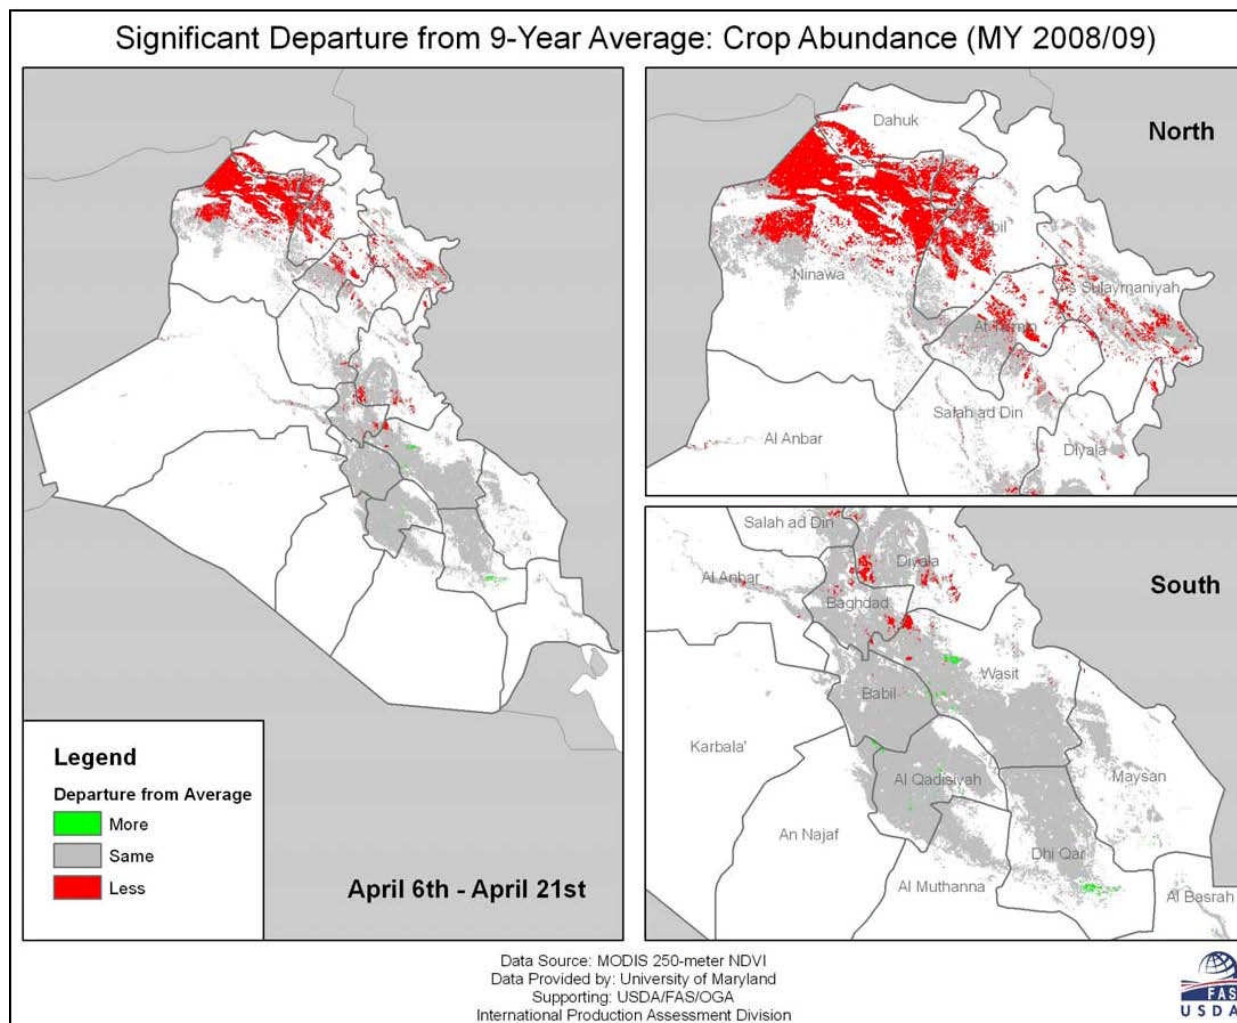 Significant Departure from 9-Year Average: Crop Abundance (MY 2008/09)
Legend
Departure from Average
More
Same
Less
April 6th - April 21st
North
Dahuk
Ninawa
Sulaymaniyah
Salah ad Din
Al Anbar
Diyala
South
Salah ad Din
Diyala
Al Anbar
Baghdad
Wasit
Babil
Karbala'
Al Qadisiyah
Maysan
An Najaf
Dhi Qar
Al Muthanna
Al Basrah
Data Source: MODIS 250-meter NDVI
Data Provided by: University of Maryland
Supporting: USDA/FAS/OGA
International Production Assessment Division
FAS
USDA